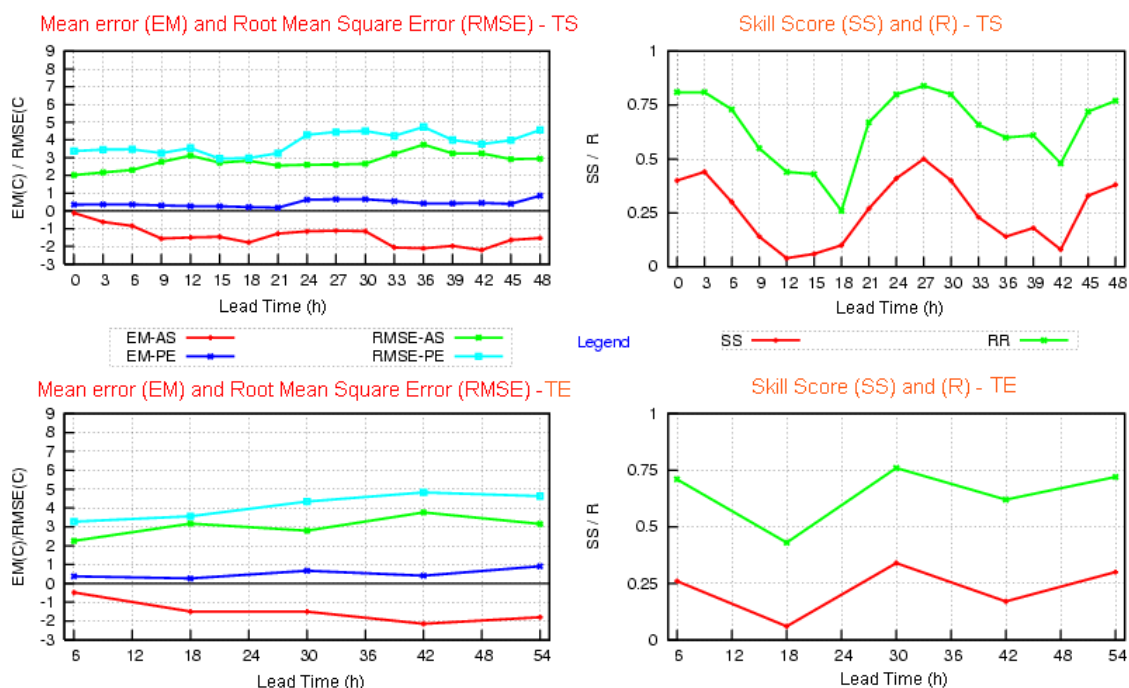 Mean error (EM) and Root Mean Square Error (RMSE) - TS
EM(C) / RMSE(C
9
8
7
6
5
4
3
2
1
0
-1
-2
-3
0 3 6 9 12 15 18 21 24 27 30 33 36 39 42 45 48
Lead Time (h)
Skill Score (SS) and (R) - TS
SS / R
1
0.75
0.5
0.25
0
0 3 6 9 12 15 18 21 24 27 30 33 36 39 42 45 48
Lead Time (h)
EM-AS RMSE-AS
EM-PE RMSE-PE
Legend
SS RR
Mean error (EM) and Root Mean Square Error (RMSE) - TE
EM(C)/RMSE(C)
9
8
7
6
5
4
3
2
1
0
-1
-2
-3
6 12 18 24 30 36 42 48 54
Lead Time (h)
Skill Score (SS) and (R) - TE
SS / R
1
0.75
0.5
0.25
0
6 12 18 24 30 36 42 48 54
Lead Time (h)